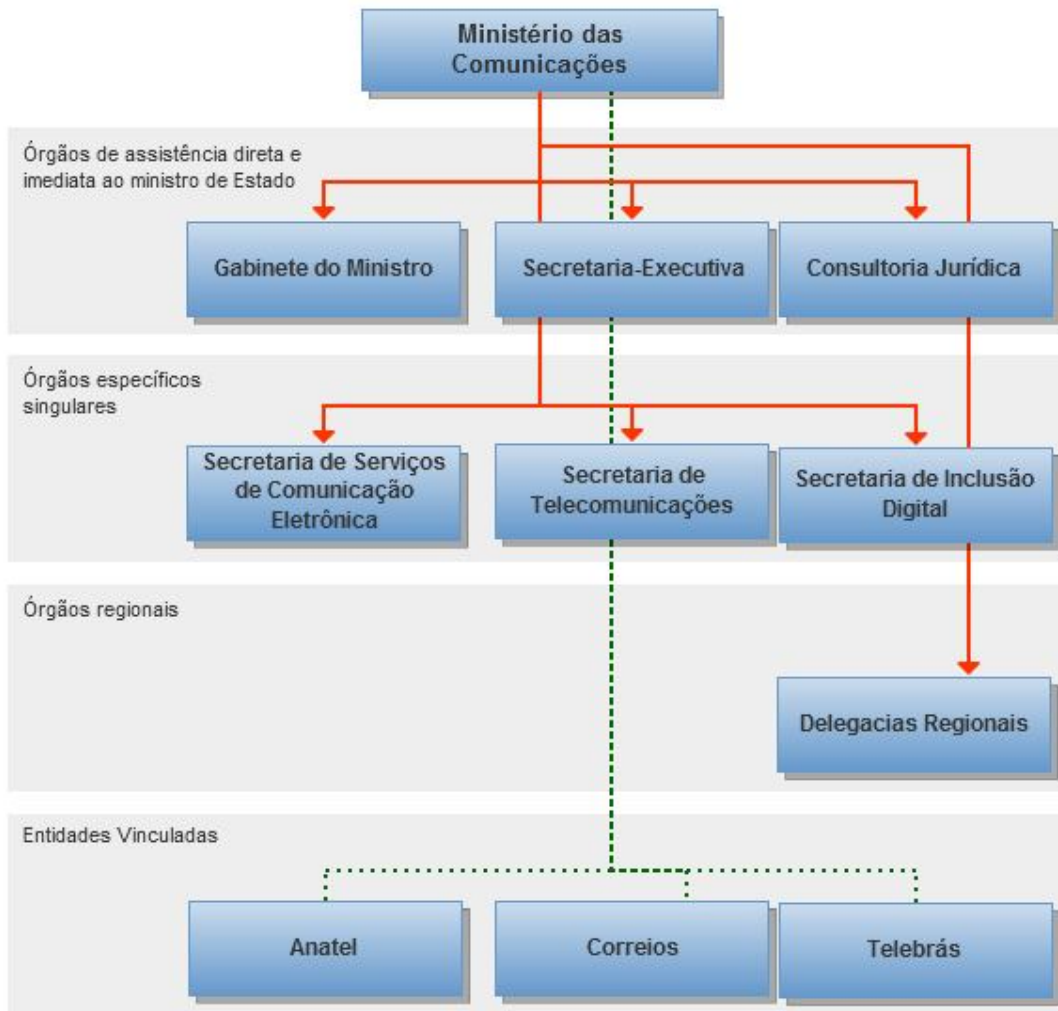 Ministério das
Comunicações
Órgãos de assistência direta e
imediata ao ministro de Estado
Gabinete do Ministro
Secretaria-Executiva
Consultoria Jurídica
Órgãos específicos
singulares
Secretaria de Serviços
de Comunicação
Eletrônica
Secretaria de
Telecomunicações
Secretaria de Inclusão
Digital
Órgãos regionais
Delegacias Regionais
Entidades Vinculadas
Anatel
Correios
Telebrás